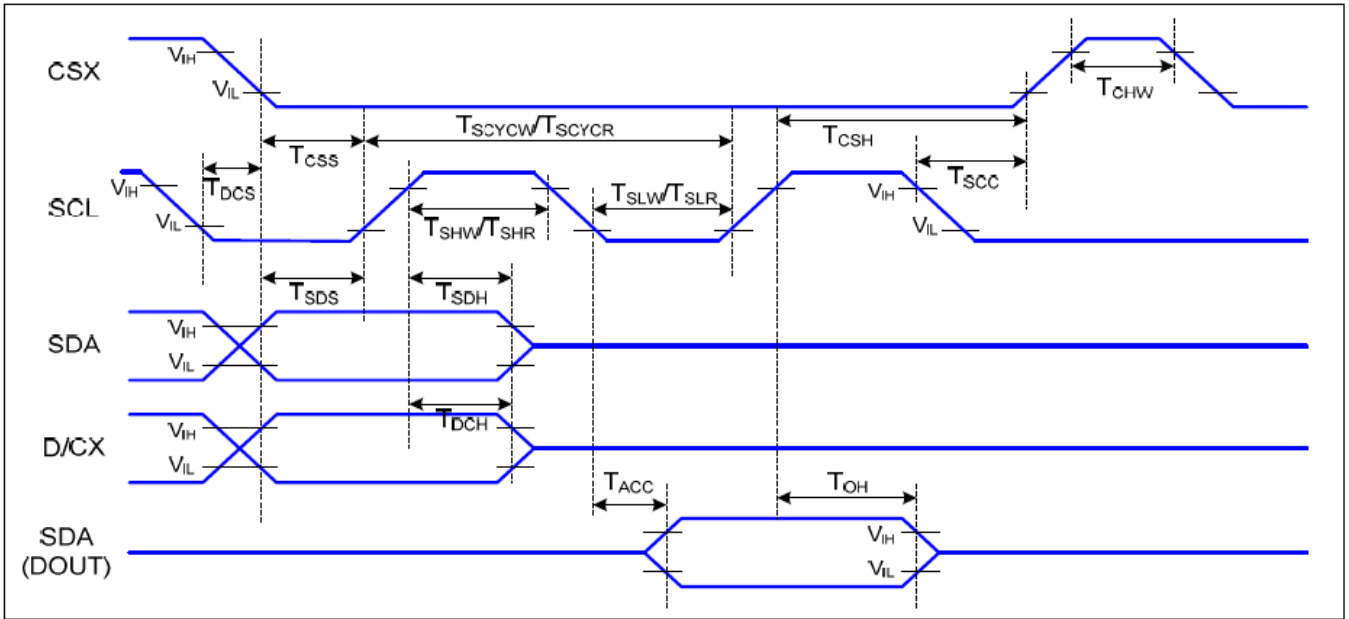 CSX
VIH
VIL
TCHW
TSCYCW/TSCYCR
TCSS
TCSH
TDCS
TSCC
SCL
VIH
VIL
TSHW/TSHR
TSLW/TSLR
VIH
VIL
TSDS
TSDH
SDA
VIH
VIL
TDCH
D/CX
VIH
VIL
TACC
TOH
SDA
(DOUT)
VIH
VIL